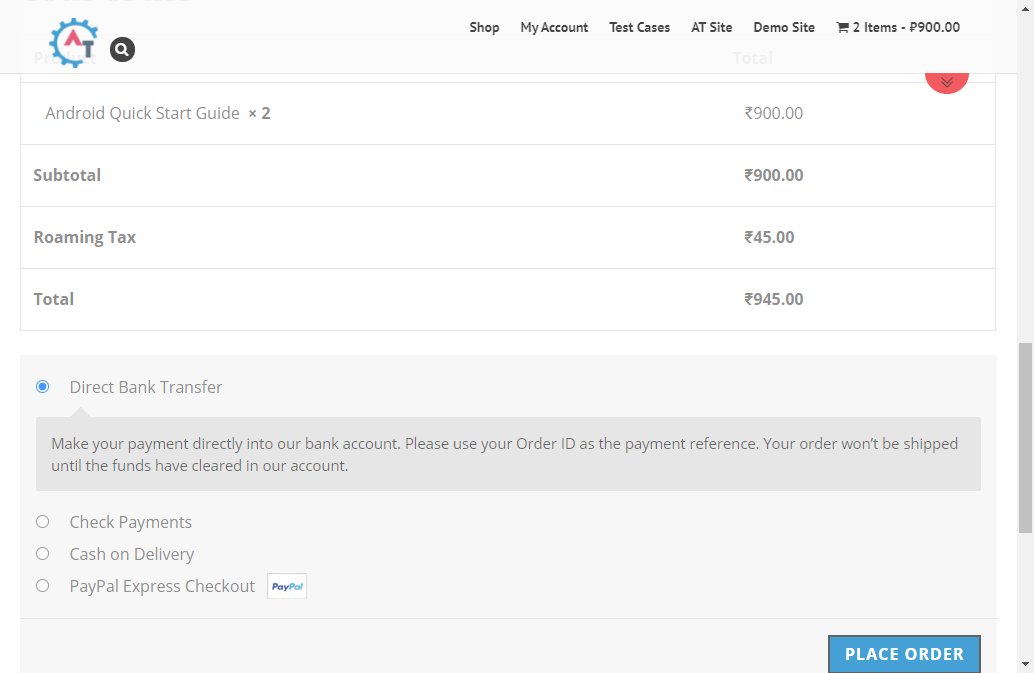 AT
Shop My Account Test Cases AT Site Demo Site 2 Items - ₽900.00
Product Total
Android Quick Start Guide × 2 ₹900.00
Subtotal ₹900.00
Roaming Tax ₹45.00
Total ₹945.00
Direct Bank Transfer
Make your payment directly into our bank account. Please use your Order ID as the payment reference. Your order won't be shipped
until the funds have cleared in our account.
Check Payments
Cash on Delivery
PayPal Express Checkout PayPal
PLACE ORDER